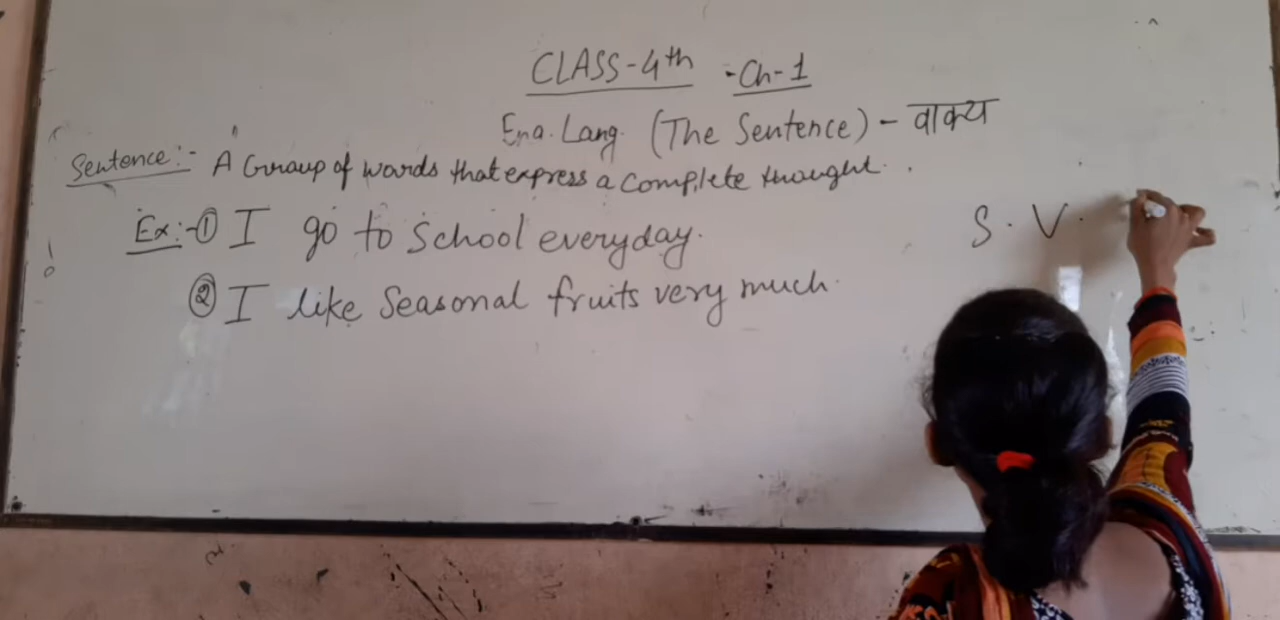 CLASS-4th - Ch-1
Eng. Lang. (The Sentence) - वाक्य
Sentence:- A Group of words that express a complete thought.
Ex:- ① I go to School everyday.
S. V.
② I like Seasonal fruits very much.